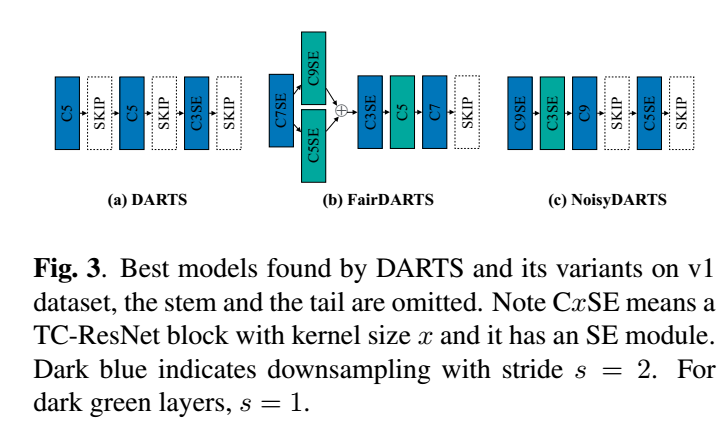 C5
SKIP
C5
SKIP
C3SE
SKIP
(a) DARTS
C7SE
C9SE
C5SE
C3SE
C5
C7
SKIP
(b) FairDARTS
C9SE
C3SE
C9
SKIP
C5SE
SKIP
(c) NoisyDARTS
Fig. 3. Best models found by DARTS and its variants on v1
dataset, the stem and the tail are omitted. Note CxSE means a
TC-ResNet block with kernel size x and it has an SE module.
Dark blue indicates downsampling with stride s = 2. For
dark green layers, s = 1.